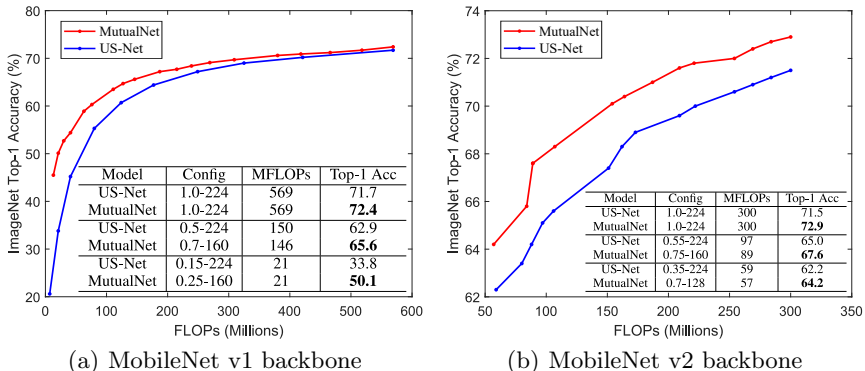 MutualNet
US-Net
80
70
60
50
40
30
20
ImageNet Top-1 Accuracy (%)
Model Config MFLOPs Top-1 Acc
US-Net 1.0-224 569 71.7
MutualNet 1.0-224 569 72.4
US-Net 0.5-224 150 62.9
MutualNet 0.7-160 146 65.6
US-Net 0.15-224 21 33.8
MutualNet 0.25-160 21 50.1
0 100 200 300 400 500 600
FLOPs (Millions)
(a) MobileNet v1 backbone
MutualNet
US-Net
74
72
70
68
66
64
62
ImageNet Top-1 Accuracy (%)
Model Config MFLOPs Top-1 Acc
US-Net 1.0-224 300 71.5
MutualNet 1.0-224 300 72.9
US-Net 0.55-224 97 65.0
MutualNet 0.75-160 89 67.6
US-Net 0.35-224 59 62.2
MutualNet 0.7-128 57 64.2
50 100 150 200 250 300 350
FLOPs (Millions)
(b) MobileNet v2 backbone